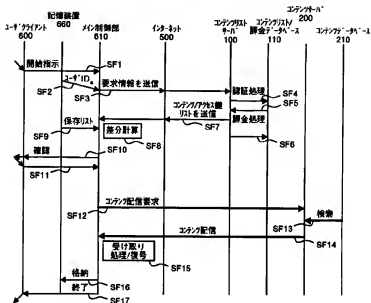 コンテンツサーバ
記憶装置
コンテンツリスト/
ユーザクライアント
メイン制御部
インターネット
コンテンツリスト
サーバ
課金データベース
コンテンツデータベース
200
660
600
610
500
100
110
210
開始指示
SF1
ユーザID
要求情報を送信
認証処理
SF2
SF3
SF4
コンテンツ/アクセス鍵
リストを送信
SF5
保存リスト
課金処理
SF7
SF9
差分計算
SF8
SF6
確認
SF10
SF11
コンテンツ配信要求
SF12
検索
SF13
コンテンツ配信
SF14
受け取り
処理/復号
SF15
格納
SF16
終了
SF17